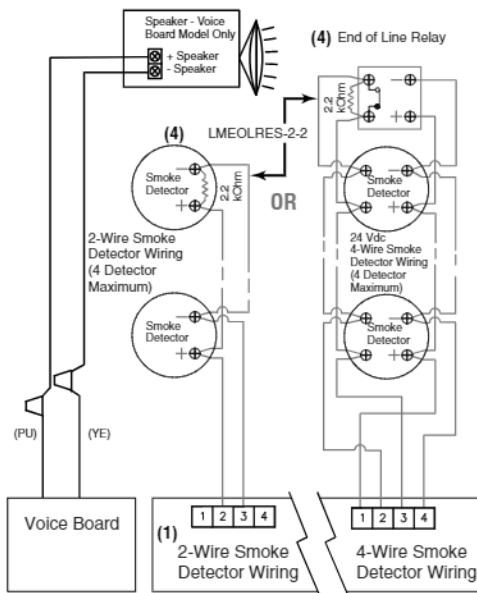 Speaker - Voice
Board Model Only
+ Speaker
- Speaker
(4) End of Line Relay
2.2
kOhm
LMEOLRES-2-2
OR
(4)
Smoke
Detector
2.2
kOhm
2-Wire Smoke
Detector Wiring
(4 Detector
Maximum)
Smoke
Detector
Smoke
Detector
24 Vdc
4-Wire Smoke
Detector Wiring
(4 Detector
Maximum)
Smoke
Detector
(PU)
(YE)
Voice Board
(1)
1 2 3 4
2-Wire Smoke
Detector Wiring
1 2 3 4
4-Wire Smoke
Detector Wiring